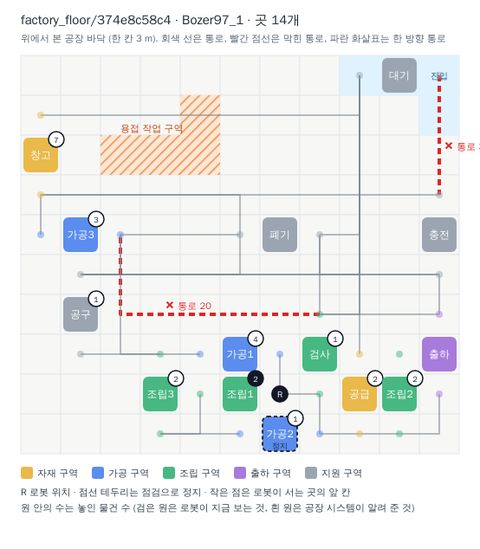 factory_floor/374e8c58c4 · Bozer97_1 · 곳 14개
위에서 본 공장 바닥 (한 칸 3 m). 회색 선은 통로, 빨간 점선은 막힌 통로, 파란 화살표는 한 방향 통로
대기
진입
용접 작업 구역
✖ 통로
7
창고
3
가공3
폐기
충전
1
공구
✖ 통로 20
4
가공1
1
검사
출하
2
조립3
2
조립1
R
2
공급
2
조립2
1
가공2
정지
자재 구역
가공 구역
조립 구역
출하 구역
지원 구역
R 로봇 위치 · 점선 테두리는 점검으로 정지 · 작은 점은 로봇이 서는 곳의 앞 칸
원 안의 수는 놓인 물건 수 (검은 원은 로봇이 지금 보는 것, 흰 원은 공장 시스템이 알려 준 것)